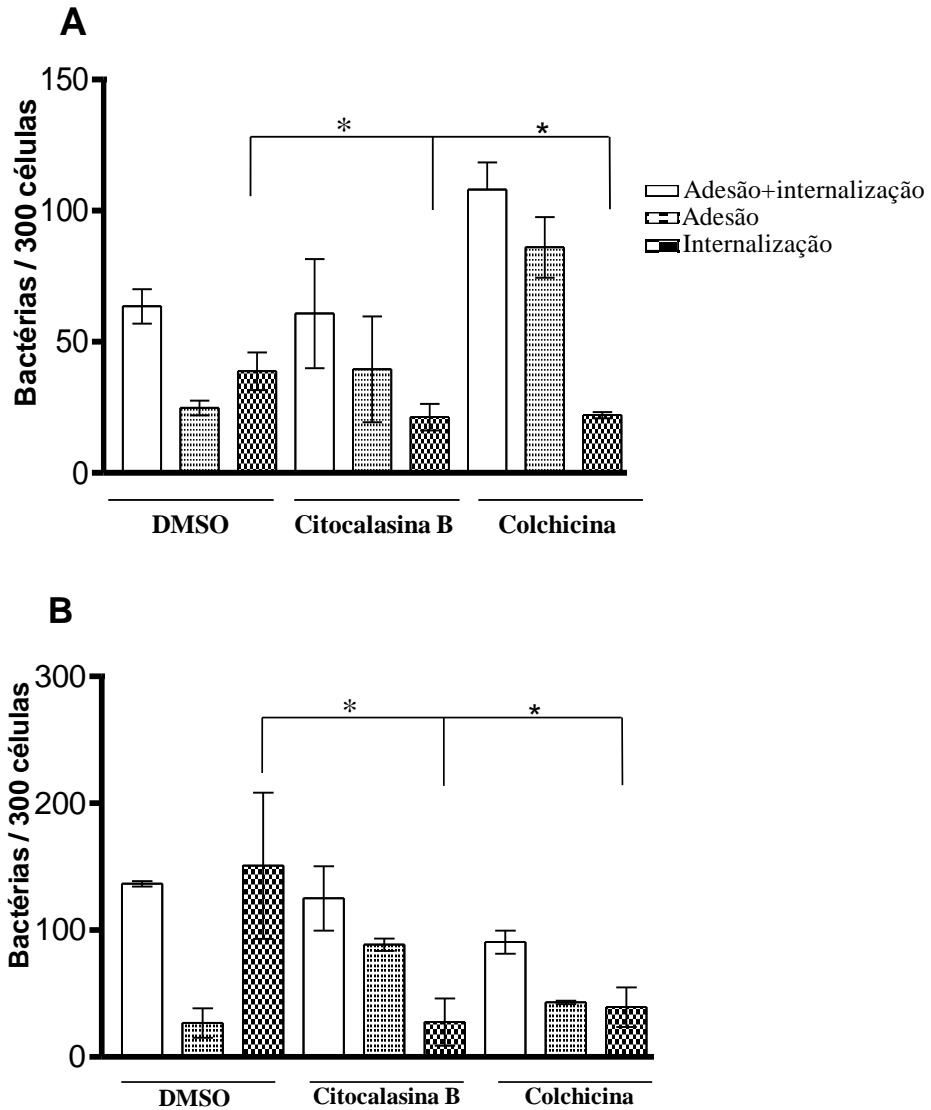 A
Bactérias / 300 células
150
100
50
0
*
*
Adesão+internalização
Adesão
Internalização
DMSO
Citocalasina B
Colchicina
B
Bactérias / 300 células
300
200
100
0
*
*
DMSO
Citocalasina B
Colchicina